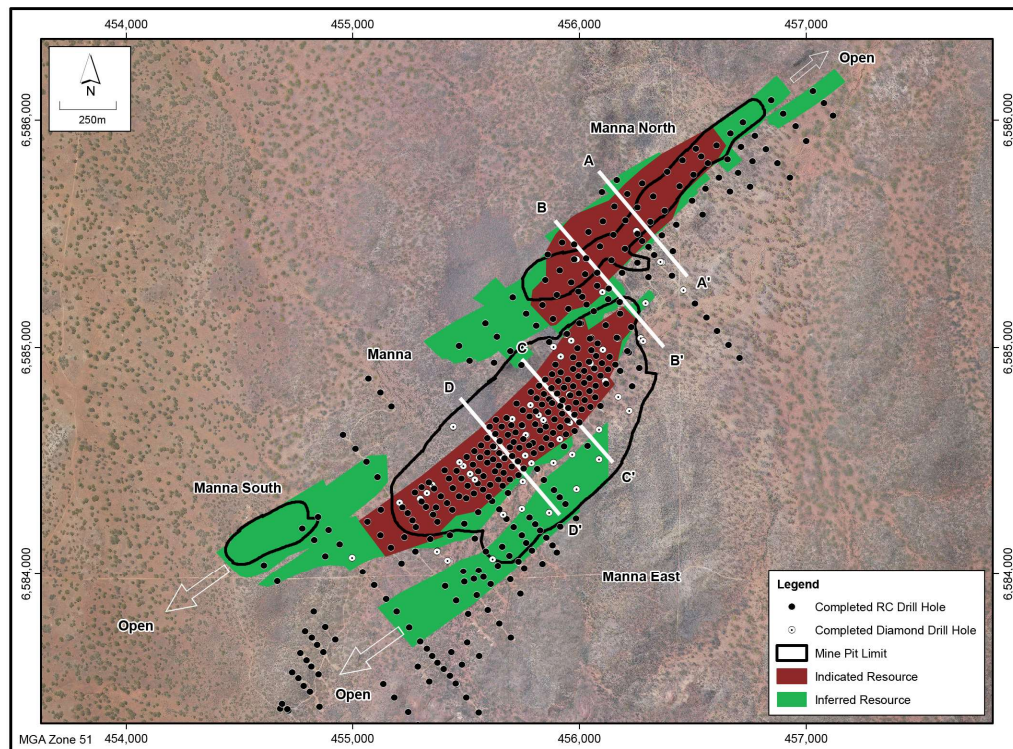 454,000
455,000
456,000
457,000
N
250m
Open
6,586,000
6,586,000
Manna North
A
B
A'
6,585,000
6,585,000
Manna
C
B'
D
C'
Manna South
D'
6,584,000
6,584,000
Manna East
Open
Open
Legend
Completed RC Drill Hole
Completed Diamond Drill Hole
Mine Pit Limit
Indicated Resource
Inferred Resource
MGA Zone 51
454,000
455,000
456,000
457,000